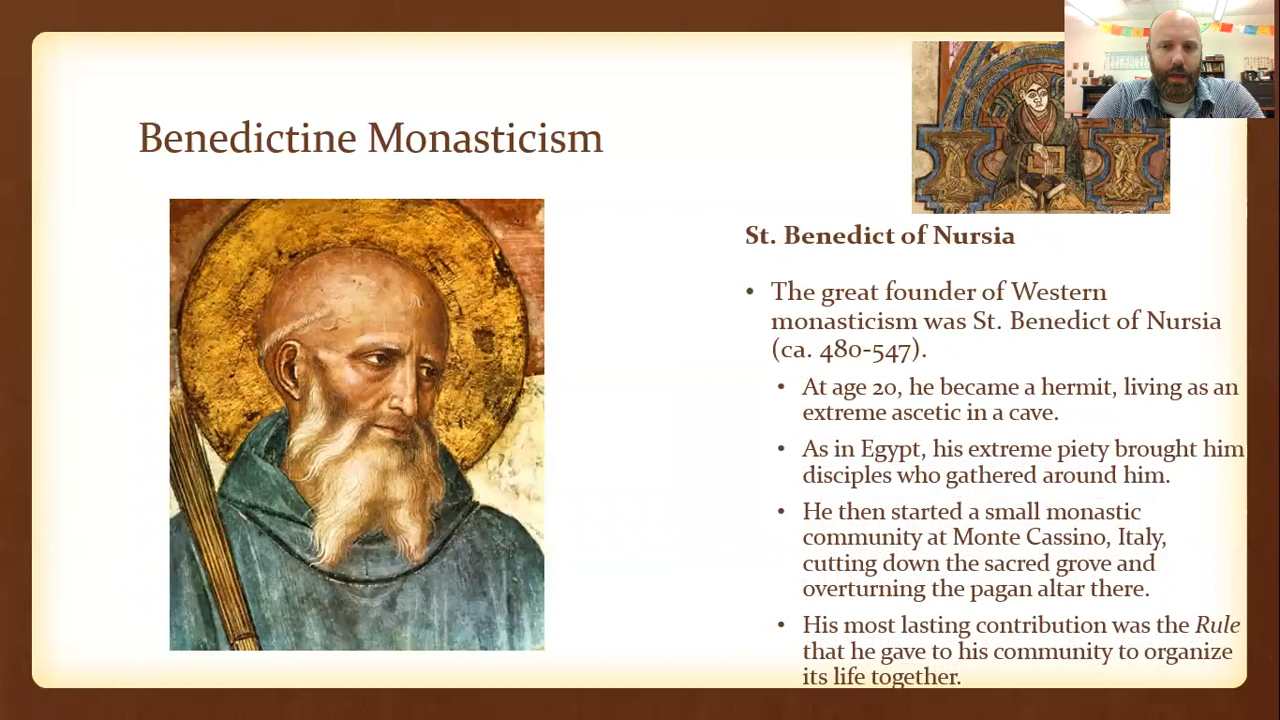 Benedictine Monasticism
St. Benedict of Nursia
• The great founder of Western
monasticism was St. Benedict of Nursia
(ca. 480-547).
• At age 20, he became a hermit, living as an
extreme ascetic in a cave.
• As in Egypt, his extreme piety brought him
disciples who gathered around him.
• He then started a small monastic
community at Monte Cassino, Italy,
cutting down the sacred grove and
overturning the pagan altar there.
• His most lasting contribution was the Rule
that he gave to his community to organize
its life together.